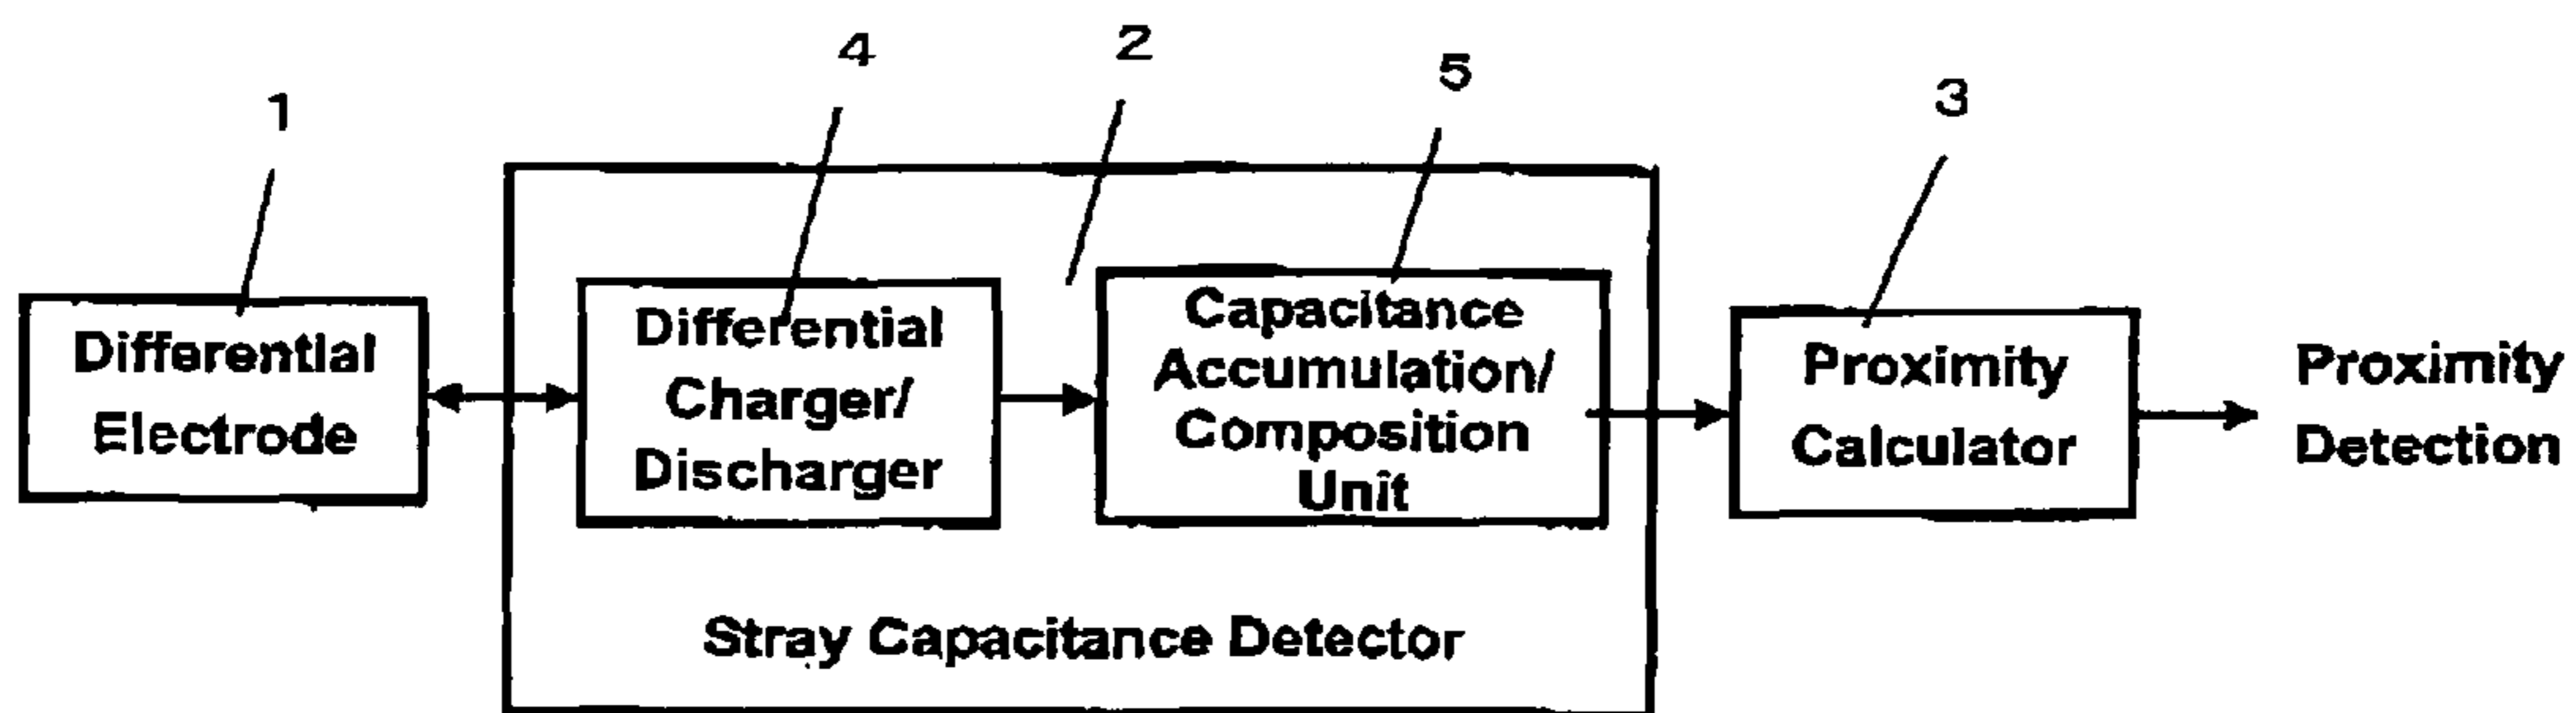 4
2
5
1
3
Differential
Electrode
Differential
Charger/
Discharger
Capacitance
Accumulation/
Composition
Unit
Proximity
Calculator
Proximity
Detection
Stray Capacitance Detector